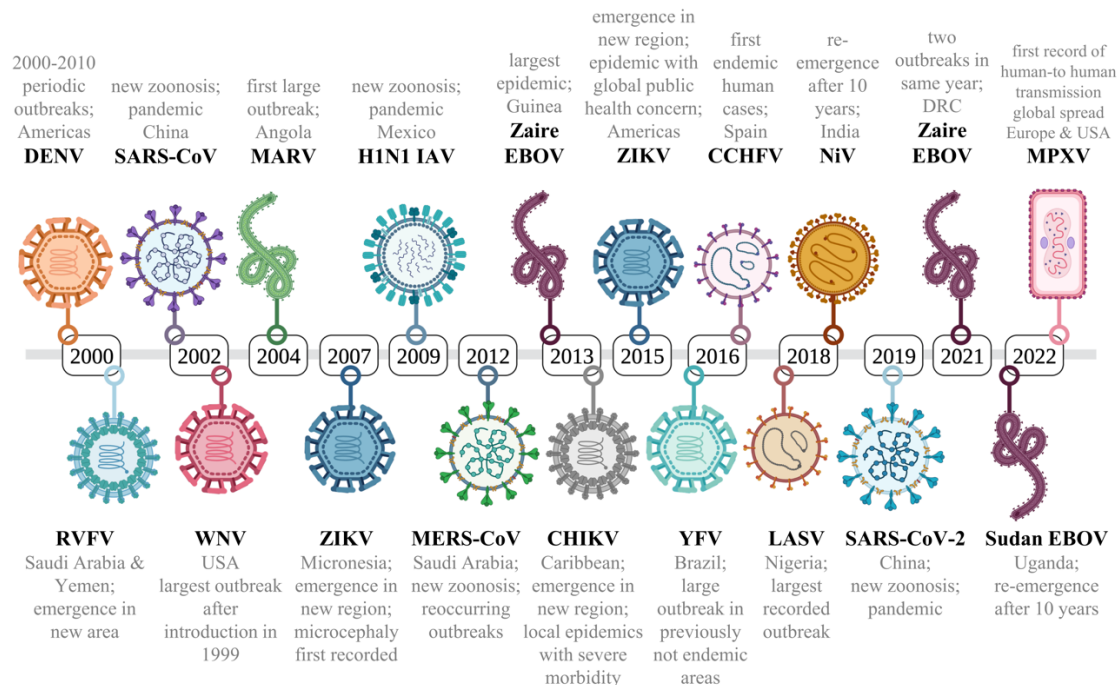 2000-2010
periodic
outbreaks;
Americas
DENV
new zoonosis;
pandemic
China
SARS-CoV
first large
outbreak;
Angola
MARV
new zoonosis;
pandemic
Mexico
H1N1 IAV
largest
epidemic;
Guinea
Zaire
EBOV
emergence in
new region;
epidemic with
global public
health concern;
Americas
ZIKV
first
endemic
human
cases;
Spain
CCHFV
re-
emergence
after 10
years;
India
NiV
two
outbreaks in
same year;
DRC
Zaire
EBOV
first record of
human-to human
transmission
global spread
Europe & USA
MPXV
2000
2002
2004
2007
2009
2012
2013
2015
2016
2018
2019
2021
2022
RVFV
Saudi Arabia &
Yemen;
emergence in
new area
WNV
USA
largest outbreak
after
introduction in
1999
ZIKV
Micronesia;
emergence in
new region;
microcephaly
first recorded
MERS-CoV
Saudi Arabia;
new zoonosis;
reoccurring
outbreaks
CHIKV
Caribbean;
emergence in
new region;
local epidemics
with severe
morbidity
YFV
Brazil;
large
outbreak in
previously
not endemic
areas
LASV
Nigeria;
largest
recorded
outbreak
SARS-CoV-2
China;
new zoonosis;
pandemic
Sudan EBOV
Uganda;
re-emergence
after 10 years